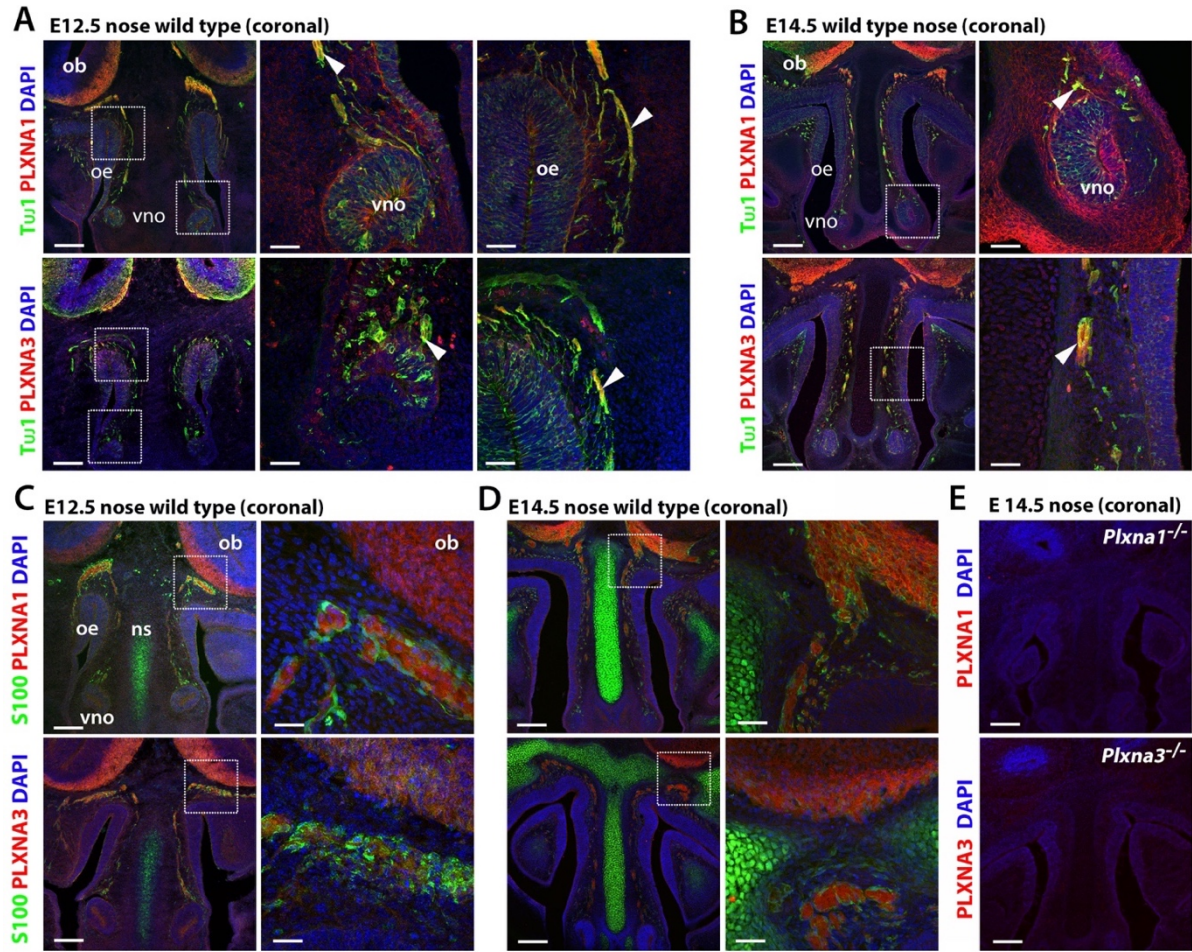 A E12.5 nose wild type (coronal)
Tuj1 PLXNA1 DAPI
ob
oe
vno
vno
oe
Tuj1 PLXNA3 DAPI
B E14.5 wild type nose (coronal)
Tuj1 PLXNA1 DAPI
ob
oe
vno
vno
Tuj1 PLXNA3 DAPI
C E12.5 nose wild type (coronal)
S100 PLXNA1 DAPI
oe
ns
vno
ob
S100 PLXNA3 DAPI
D E14.5 nose wild type (coronal)
E E 14.5 nose (coronal)
PLXNA1 DAPI
Plxna1-/-
PLXNA3 DAPI
Plxna3-/-